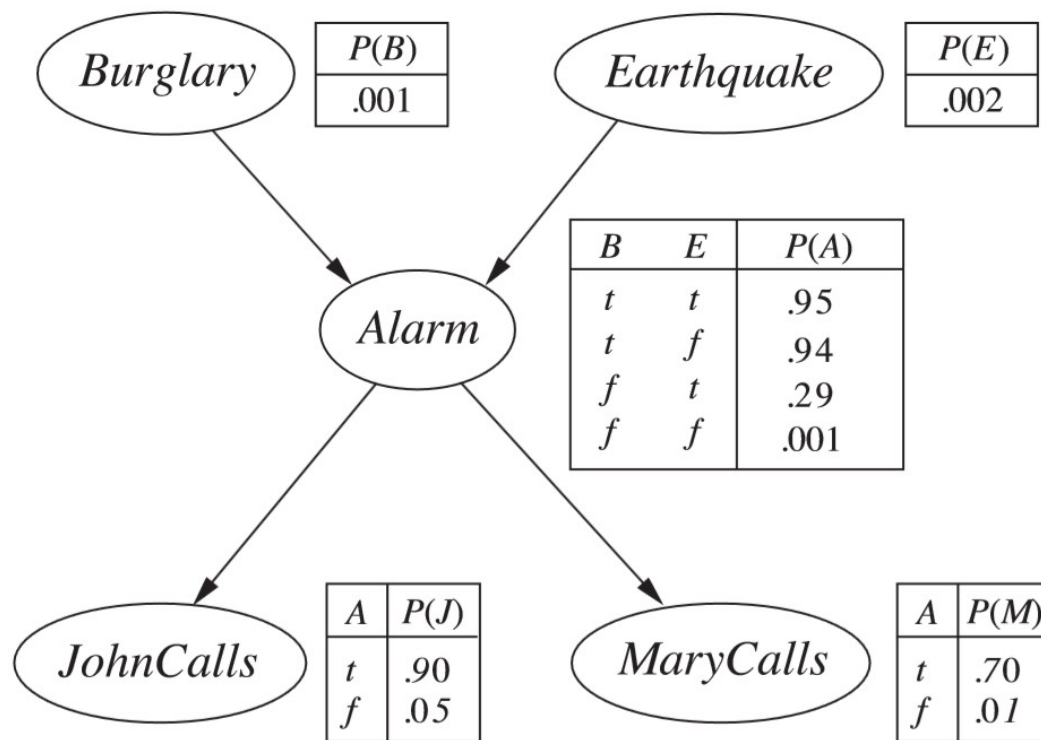 Burglary
P(B)
.001
Earthquake
P(E)
.002
Alarm
B E P(A)
t t .95
t f .94
f t .29
f f .001
JohnCalls
A P(J)
t .90
f .05
MaryCalls
A P(M)
t .70
f .01